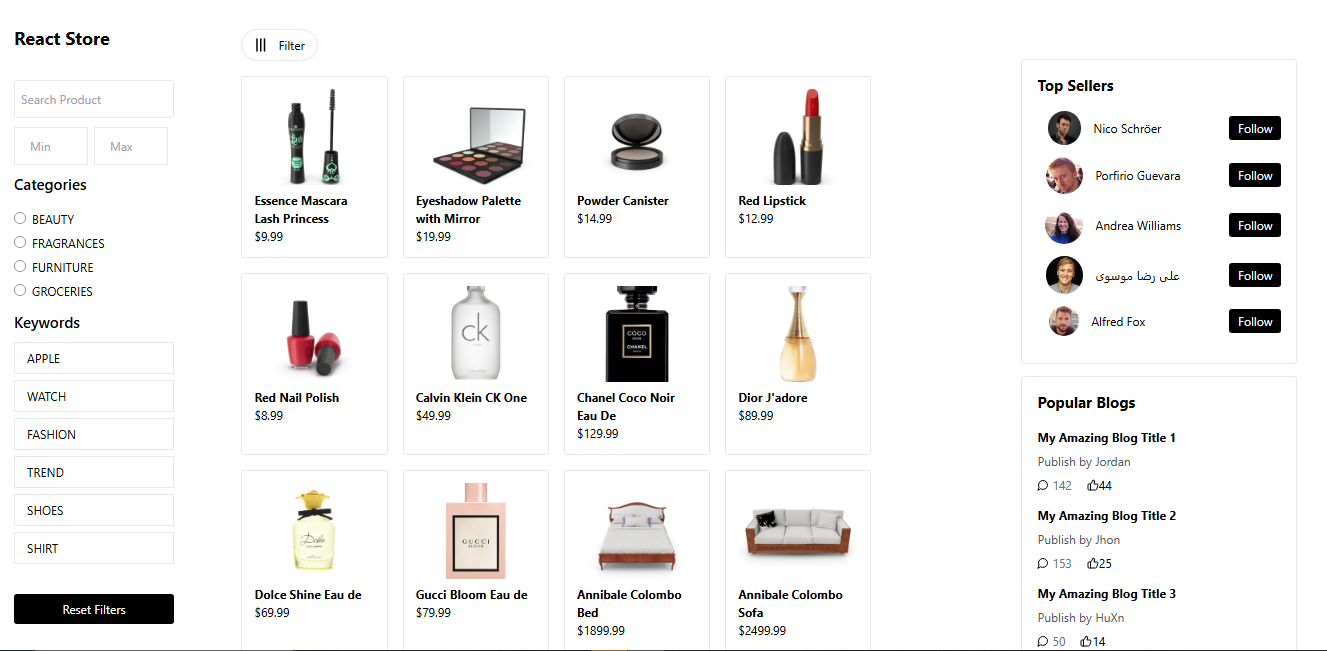 React Store
Search Product
Min
Max
Categories
BEAUTY
FRAGRANCES
FURNITURE
GROCERIES
Keywords
APPLE
WATCH
FASHION
TREND
SHOES
SHIRT
Reset Filters
Filter
Essence Mascara
Lash Princess
$9.99
Eyeshadow Palette
with Mirror
$19.99
Powder Canister
$14.99
Red Lipstick
$12.99
Red Nail Polish
$8.99
ck
Calvin Klein CK One
$49.99
COCO
NOIR
CHANEL
Chanel Coco Noir
Eau De
$129.99
Dior J'adore
$89.99
Dolce
Dolce Shine Eau de
$69.99
GUCCI
BLOOM
Gucci Bloom Eau de
$79.99
Annibale Colombo
Bed
$1899.99
Annibale Colombo
Sofa
$2499.99
Top Sellers
Nico Schröer
Follow
Porfirio Guevara
Follow
Andrea Williams
Follow
علی رضا موسوی
Follow
Alfred Fox
Follow
Popular Blogs
My Amazing Blog Title 1
Publish by Jordan
142 44
My Amazing Blog Title 2
Publish by Jhon
153 25
My Amazing Blog Title 3
Publish by HuXn
50 14